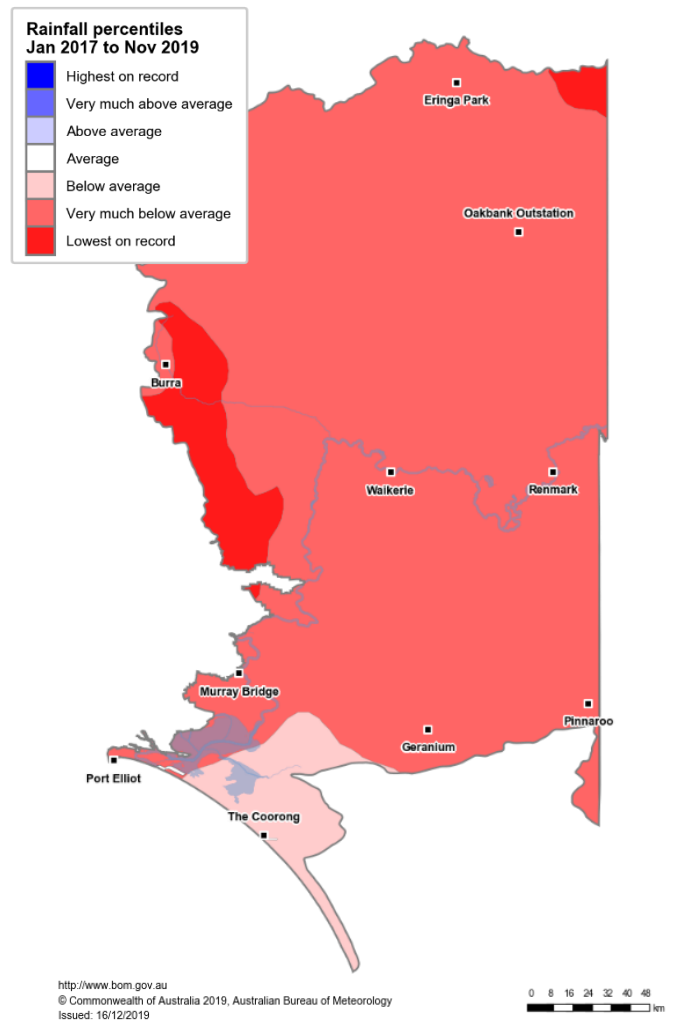 Rainfall percentiles
Jan 2017 to Nov 2019
Highest on record
Very much above average
Above average
Average
Below average
Very much below average
Lowest on record
Eringa Park
Oakbank Outstation
Burra
Waikerie
Renmark
Murray Bridge
Pinnaroo
Geranium
Port Elliot
The Coorong
http://www.bom.gov.au
© Commonwealth of Australia 2019, Australian Bureau of Meteorology
Issued: 16/12/2019
0 8 16 24 32 40 48
km